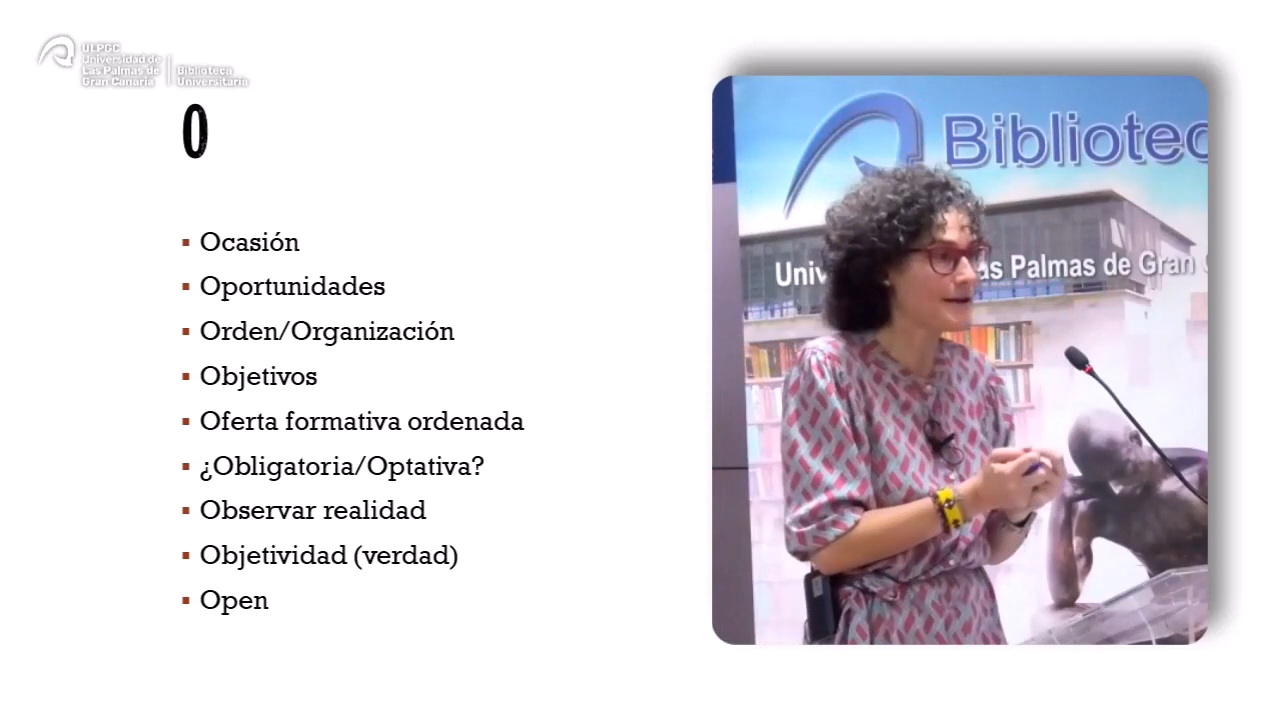 ULPGC
Universidad de
Las Palmas de
Gran Canaria
Biblioteca
Universitaria
O
Ocasión
Oportunidades
Orden/Organización
Objetivos
Oferta formativa ordenada
¿Obligatoria/Optativa?
Observar realidad
Objetividad (verdad)
Open
Bibliotec
Univ as Palmas de Gran